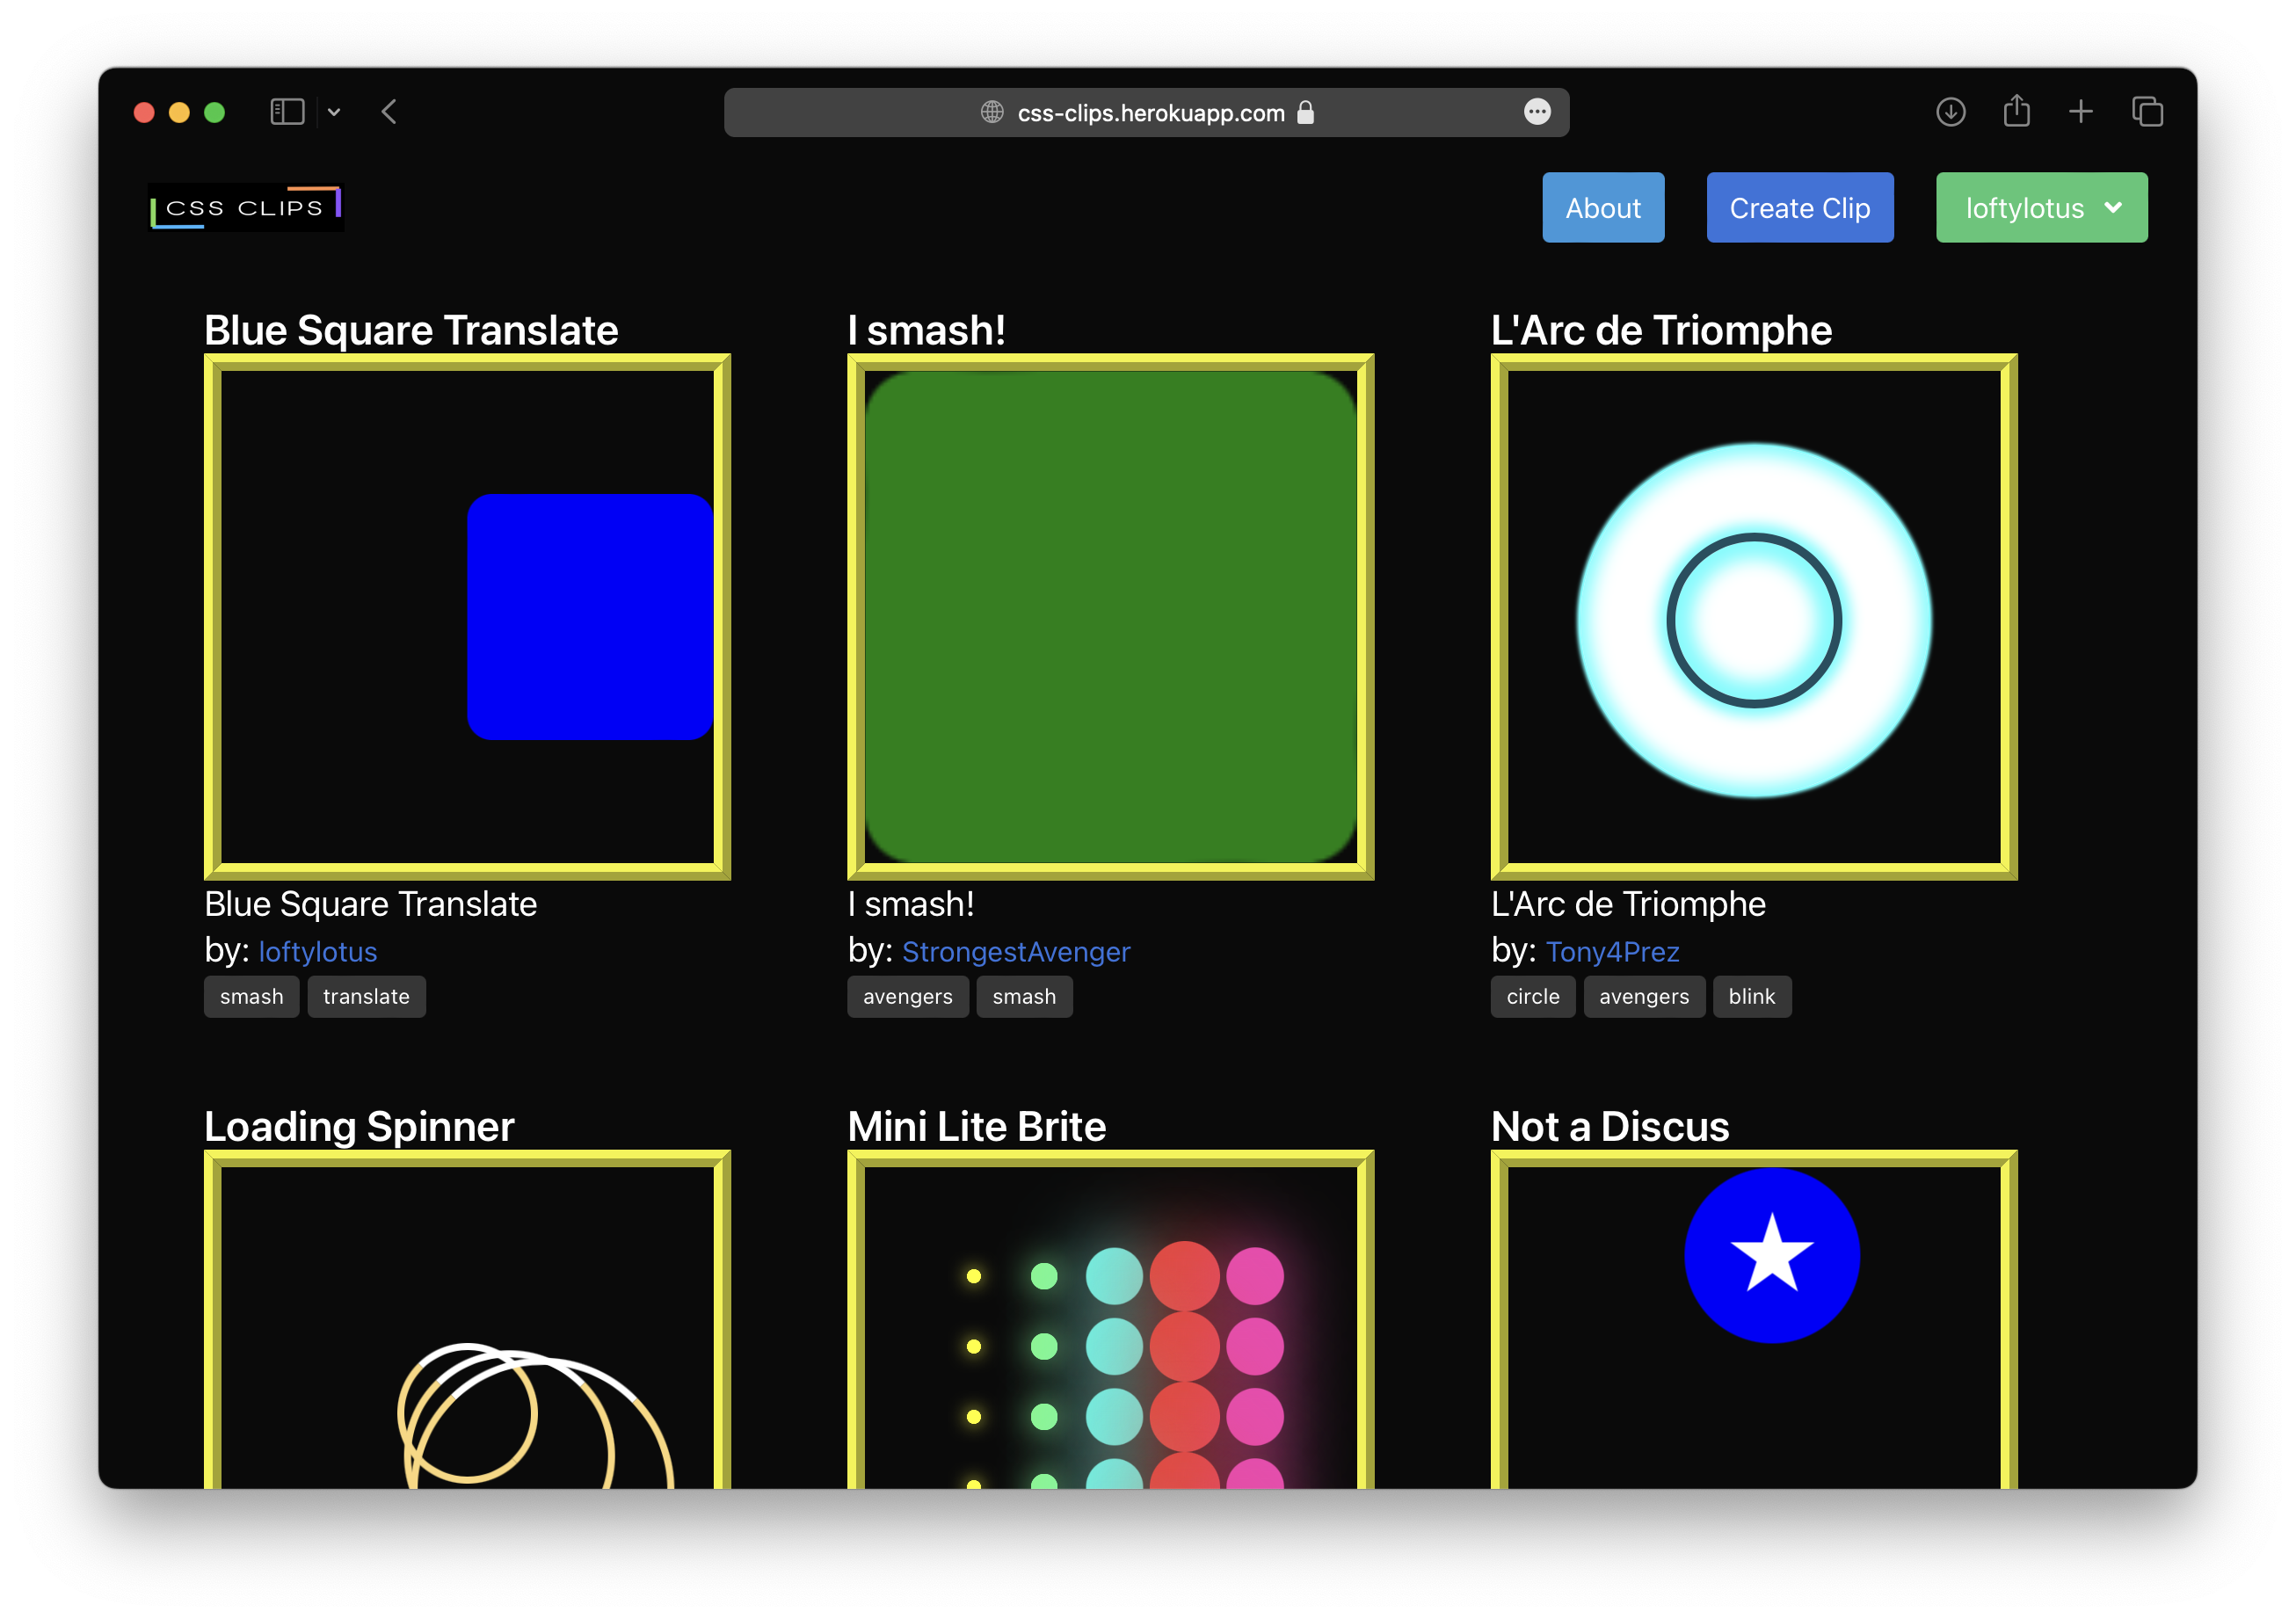 css-clips.herokuapp.com
CSS CLIPS
About
Create Clip
loftylotus
Blue Square Translate
I smash!
L'Arc de Triomphe
Blue Square Translate
by: loftylotus
smash translate
I smash!
by: StrongestAvenger
avengers smash
L'Arc de Triomphe
by: Tony4Prez
circle avengers blink
Loading Spinner
Mini Lite Brite
Not a Discus